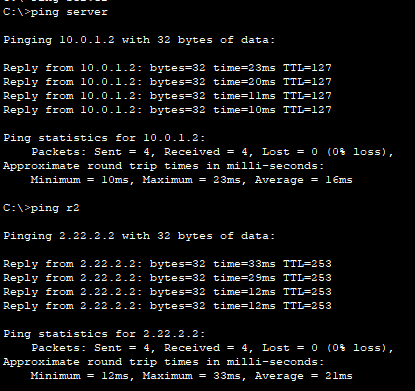 C:\>ping server
Pinging 10.0.1.2 with 32 bytes of data:
Reply from 10.0.1.2: bytes=32 time=23ms TTL=127
Reply from 10.0.1.2: bytes=32 time=20ms TTL=127
Reply from 10.0.1.2: bytes=32 time=11ms TTL=127
Reply from 10.0.1.2: bytes=32 time=10ms TTL=127
Ping statistics for 10.0.1.2:
    Packets: Sent = 4, Received = 4, Lost = 0 (0% loss),
Approximate round trip times in milli-seconds:
    Minimum = 10ms, Maximum = 23ms, Average = 16ms
C:\>ping r2
Pinging 2.22.2.2 with 32 bytes of data:
Reply from 2.22.2.2: bytes=32 time=33ms TTL=253
Reply from 2.22.2.2: bytes=32 time=29ms TTL=253
Reply from 2.22.2.2: bytes=32 time=12ms TTL=253
Reply from 2.22.2.2: bytes=32 time=12ms TTL=253
Ping statistics for 2.22.2.2:
    Packets: Sent = 4, Received = 4, Lost = 0 (0% loss),
Approximate round trip times in milli-seconds:
    Minimum = 12ms, Maximum = 33ms, Average = 21ms